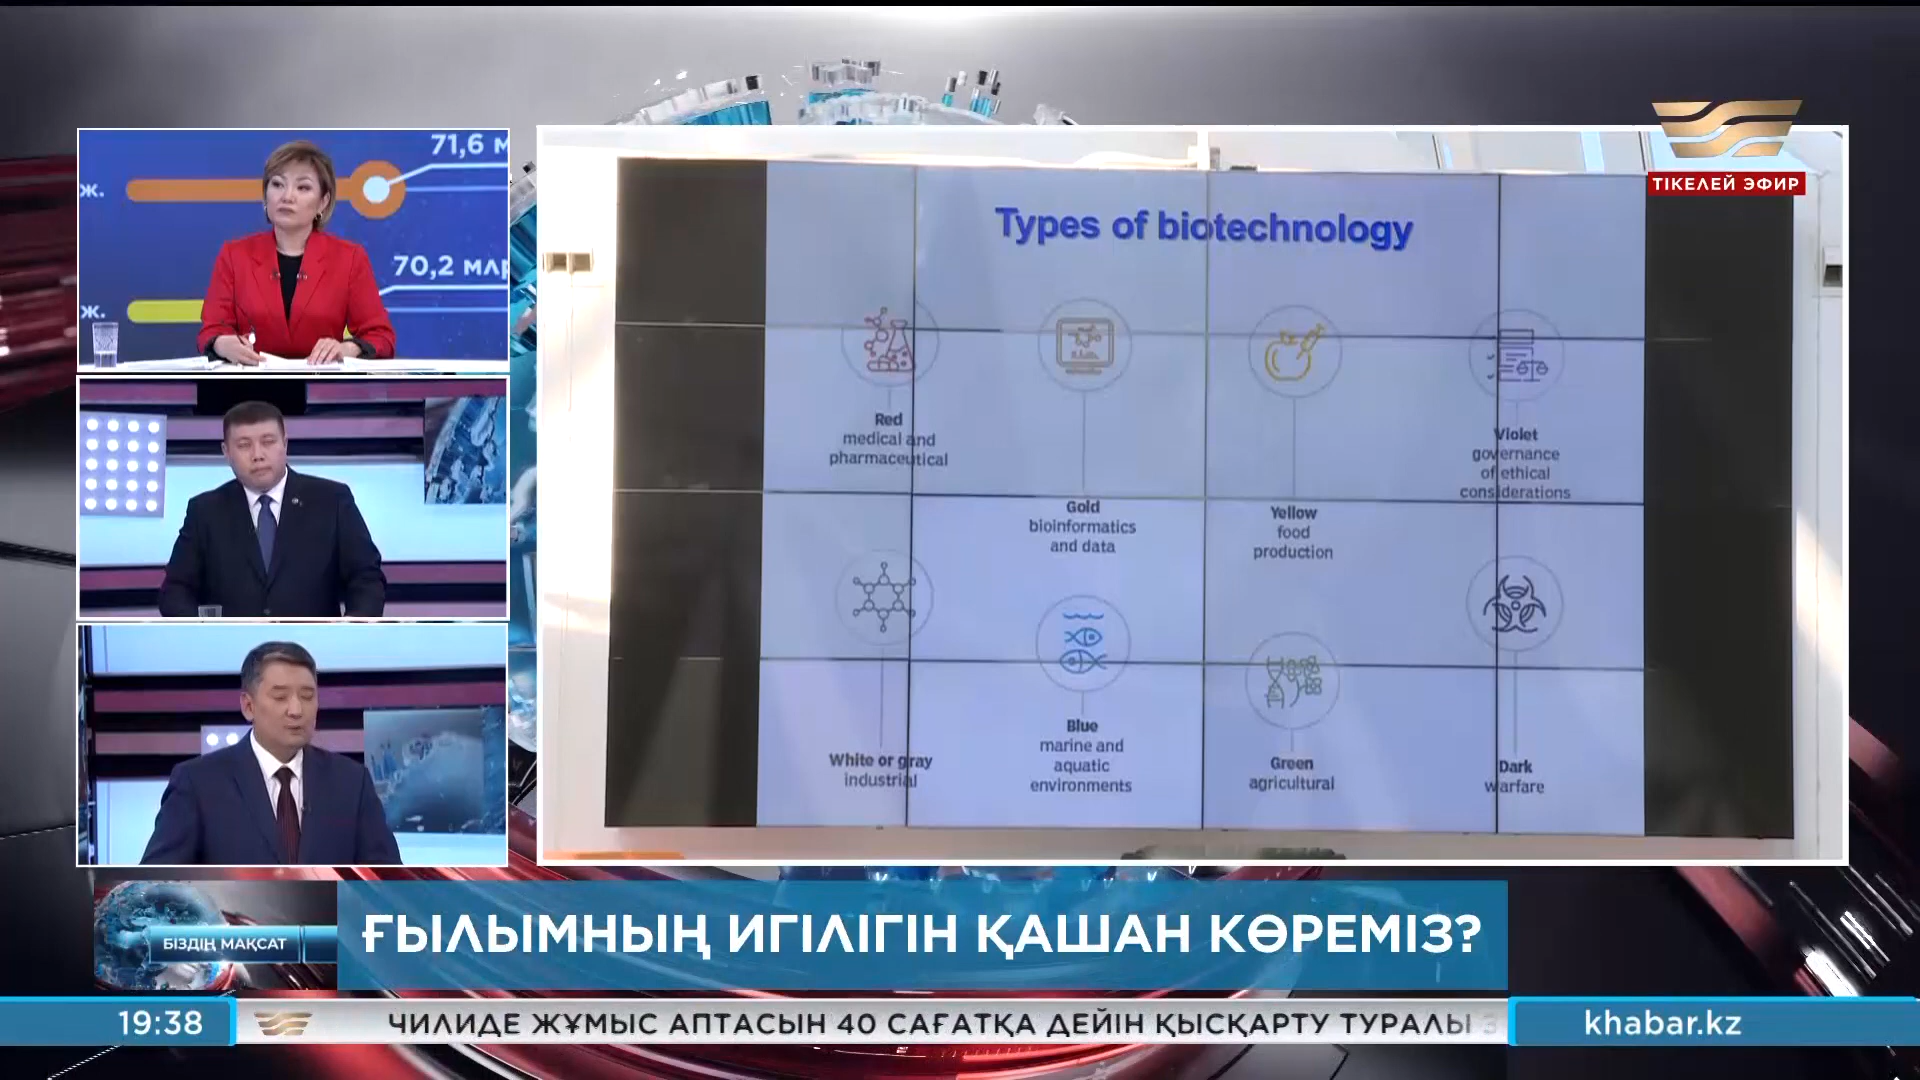 71,6 м
ж.
70,2 млр
ж.
ТІКЕЛЕЙ ЭФИР
Types of biotechnology
Red
medical and
pharmaceutical
Gold
bioinformatics
and data
Yellow
food
production
Violet
governance
of ethical
considerations
White or gray
industrial
Blue
marine and
aquatic
environments
Green
agricultural
Dark
warfare
БІЗДІҢ МАҚСАТ
ҒЫЛЫМНЫҢ ИГІЛІГІН ҚАШАН КӨРЕМІЗ?
19:38
ЧИЛИДЕ ЖҰМЫС АПТАСЫН 40 САҒАТҚА ДЕЙІН ҚЫСҚАРТУ ТУРАЛЫ
khabar.kz